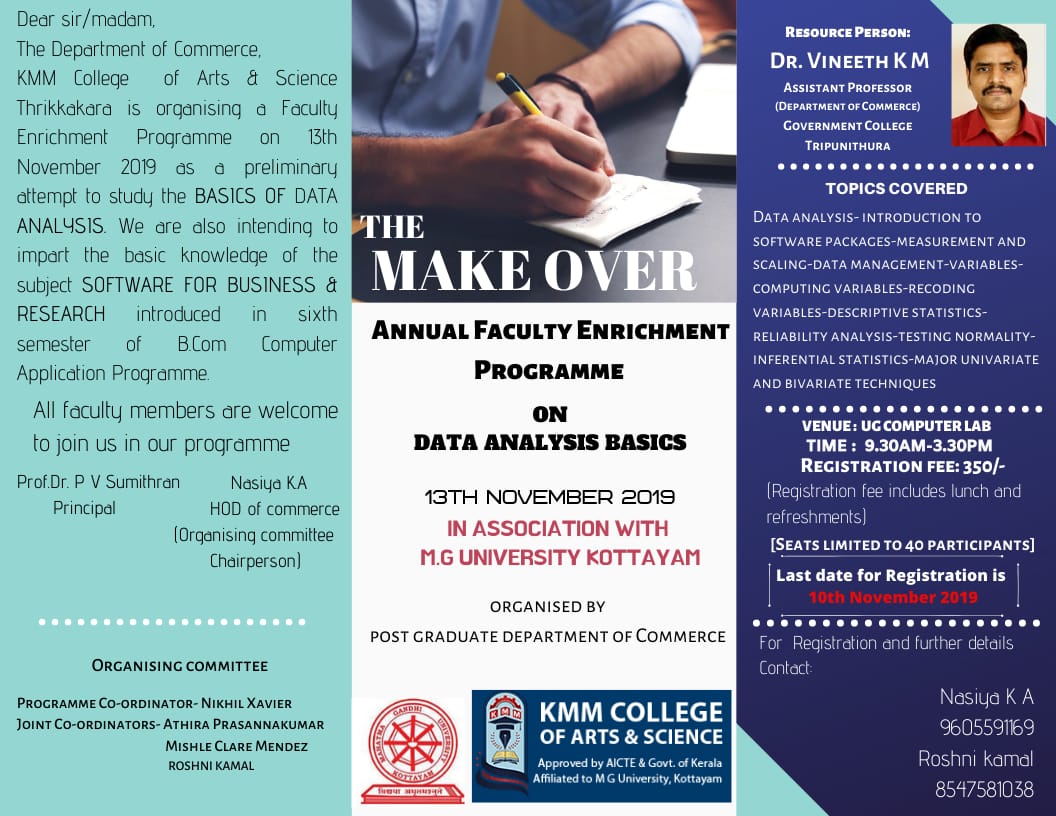 Dear sir/madam,
The Department of Commerce,
KMM College of Arts & Science
Thrikkakara is organising a Faculty
Enrichment Programme on 13th
November 2019 as a preliminary
attempt to study the BASICS OF DATA
ANALYSIS. We are also intending to
impart the basic knowledge of the
subject SOFTWARE FOR BUSINESS &
RESEARCH introduced in sixth
semester of B.Com Computer
Application Programme.
All faculty members are welcome
to join us in our programme
Prof.Dr. P V Sumithran
Principal
Nasiya K.A
HOD of commerce
(Organising committee
Chairperson)
Organising committee
Programme Co-ordinator- Nikhil Xavier
Joint Co-ordinators- Athira Prasannakumar
Mishle Clare Mendez
roshni kamal
THE
MAKE OVER
Annual Faculty Enrichment
Programme
ON
DATA ANALYSIS BASICS
13TH NOVEMBER 2019
IN ASSOCIATION WITH
M.G UNIVERSITY KOTTAYAM
organised by
post graduate department of Commerce
MAHATMA GANDHI UNIVERSITY
KOTTAYAM
विद्यया अमृतमश्नुते
KMM
KMM COLLEGE
OF ARTS & SCIENCE
Approved by AICTE & Govt. of Kerala
Affiliated to M G University, Kottayam
Resource Person:
Dr. Vineeth K M
Assistant Professor
(Department of Commerce)
Government College
Tripunithura
TOPICS COVERED
Data analysis- introduction to
software packages-measurement and
scaling-data management-variables-
computing variables-recoding
variables-descriptive statistics-
reliability analysis-testing normality-
inferential statistics-major univariate
and bivariate techniques
venue : UG COMPUTER LAB
TIME : 9.30AM-3.30PM
Registration fee: 350/-
(Registration fee includes lunch and
refreshments)
[Seats limited to 40 participants]
Last date for Registration is
10th November 2019
For Registration and further details
Contact:
Nasiya K A
9605591169
Roshni kamal
8547581038